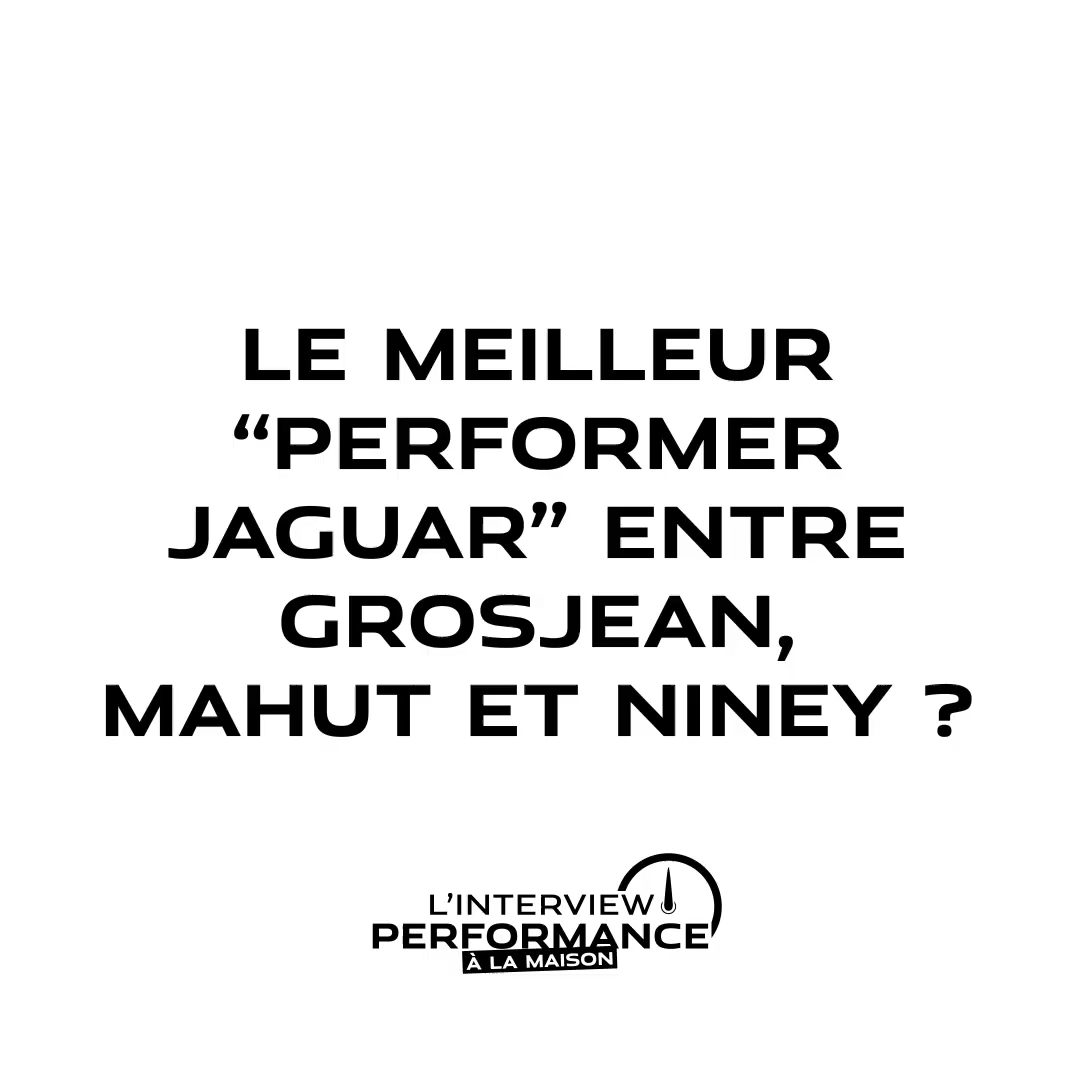 LE MEILLEUR
“PERFORMER
JAGUAR” ENTRE
GROSJEAN,
MAHUT ET NINEY ?
L’INTERVIEW
PERFORMANCE
À LA MAISON